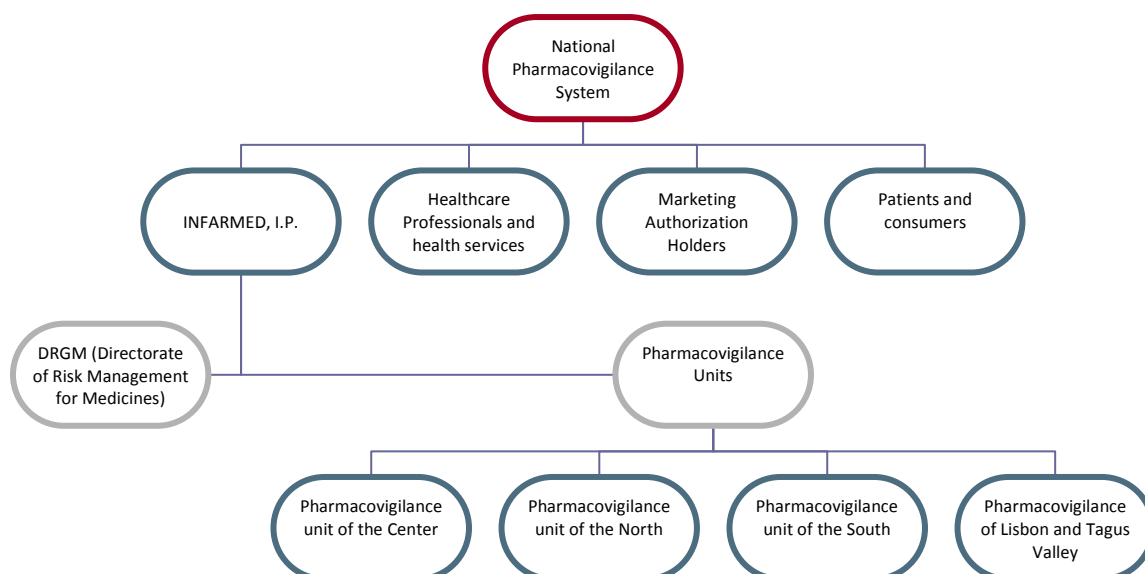 National
Pharmacovigilance
System
INFARMED, I.P.
Healthcare
Professionals and
health services
Marketing
Authorization
Holders
Patients and
consumers
DRGM (Directorate
of Risk Management
for Medicines)
Pharmacovigilance
Units
Pharmacovigilance
unit of the Center
Pharmacovigilance
unit of the North
Pharmacovigilance
unit of the South
Pharmacovigilance
of Lisbon and Tagus
Valley